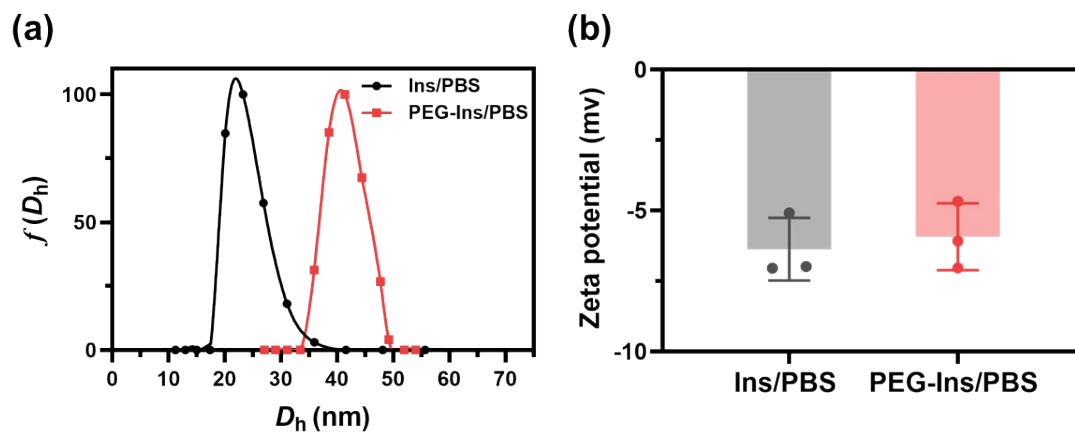 (a)
f (Dh)
100
50
0
Ins/PBS
PEG-Ins/PBS
0 10 20 30 40 50 60 70
Dh (nm)
(b)
Zeta potential (mv)
0
-5
-10
Ins/PBS PEG-Ins/PBS